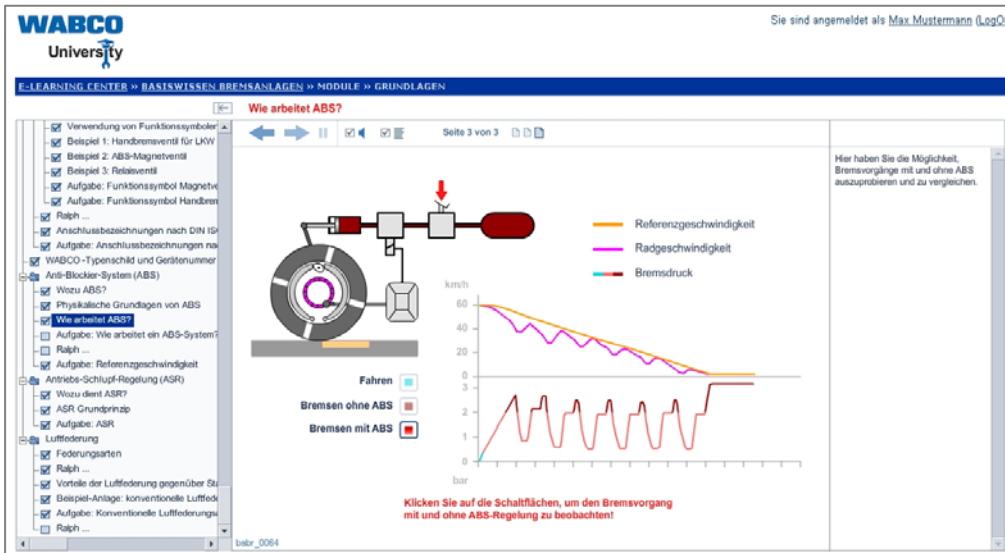 WABCO
University
Sie sind angemeldet als Max Mustermann (LogO
E-LEARNING CENTER » BASISWISSEN BREMSANLAGEN » MODULE » GRUNDLAGEN
Wie arbeitet ABS?
Seite 3 von 3
Verwendung von Funktionssymbolen
Beispiel 1: Handbremsventil für LKW
Beispiel 2: ABS-Magnetventil
Beispiel 3: Relaisventil
Aufgabe: Funktionssymbol Magnetve
Aufgabe: Funktionssymbol Handbren
Ralph ...
Anschlussbezeichnungen nach DIN IS
Aufgabe: Anschlussbezeichnungen na
WABCO-Typenschild und Gerätenummer
Anti-Blockier-System (ABS)
Wozu ABS?
Physikalische Grundlagen von ABS
Wie arbeitet ABS?
Aufgabe: Wie arbeitet ein ABS-System?
Ralph ...
Aufgabe: Referenzgeschwindigkeit
Antriebs-Schlupf-Regelung (ASR)
Wozu dient ASR?
ASR Grundprinzip
Aufgabe: ASR
Luftfederung
Federungsarten
Ralph ...
Vorteile der Luftfederung gegenüber Sta
Beispiel-Anlage: konventionelle Luftfede
Aufgabe: Konventionelle Luftfederungs
Ralph ...
Referenzgeschwindigkeit
Radgeschwindigkeit
Bremsdruck
km/h
60
40
20
0
3
2
1
0
bar
Fahren
Bremsen ohne ABS
Bremsen mit ABS
Klicken Sie auf die Schaltflächen, um den Bremsvorgang
mit und ohne ABS-Regelung zu beobachten!
babr_0064
Hier haben Sie die Möglichkeit,
Bremsvorgänge mit und ohne ABS
auszuprobieren und zu vergleichen.